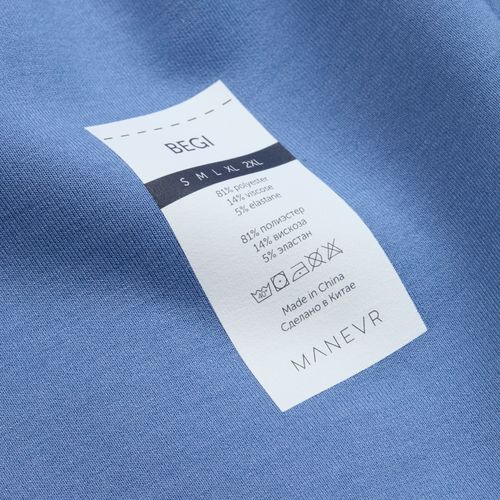 BEGI
S M L XL 2XL
81% polyester
14% viscose
5% elastane
81% полиэстер
14% вискоза
5% эластан
40°
Made in China
Сделано в Китае
MANEVR